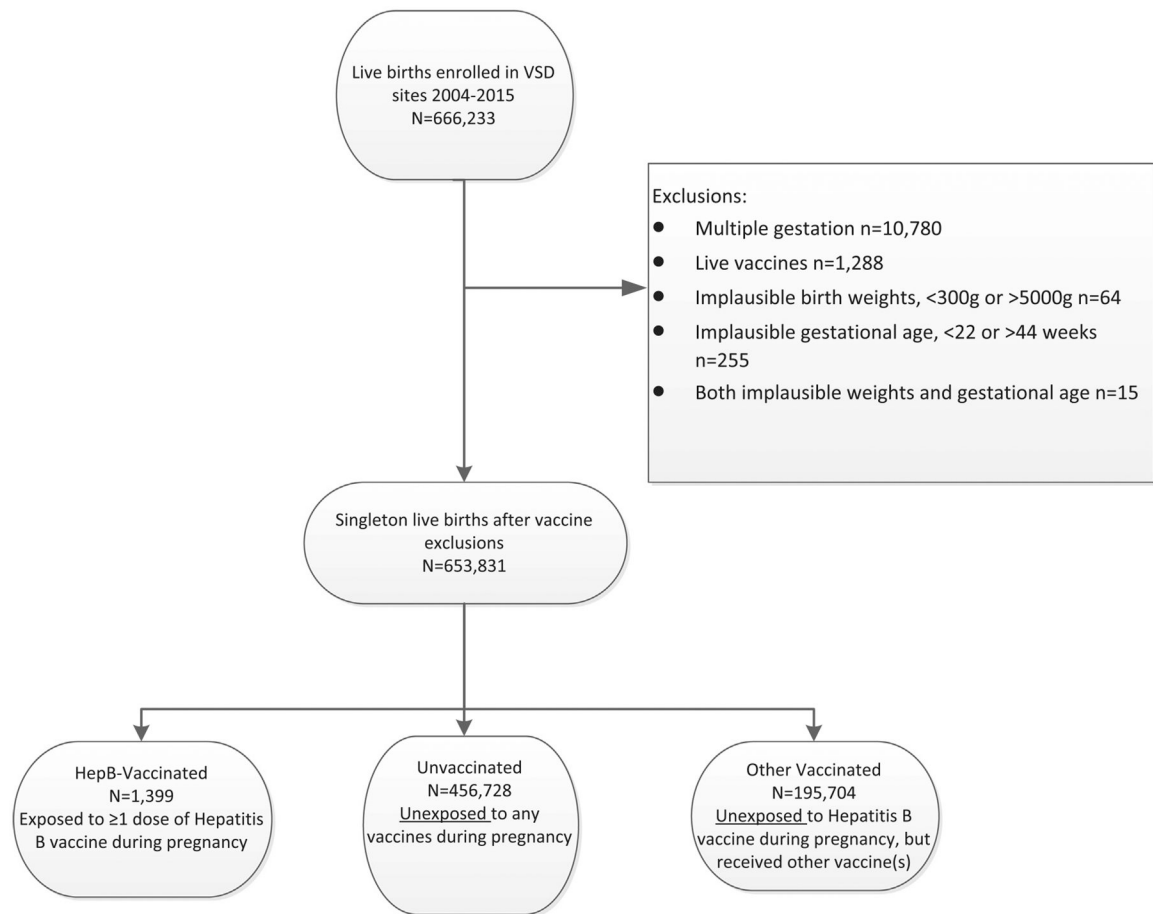 Live births enrolled in VSD
sites 2004-2015
N=666,233
Exclusions:
● Multiple gestation n=10,780
● Live vaccines n=1,288
● Implausible birth weights, <300g or >5000g n=64
● Implausible gestational age, <22 or >44 weeks
n=255
● Both implausible weights and gestational age n=15
Singleton live births after vaccine
exclusions
N=653,831
HepB-Vaccinated
N=1,399
Exposed to ≥1 dose of Hepatitis
B vaccine during pregnancy
Unvaccinated
N=456,728
Unexposed to any
vaccines during pregnancy
Other Vaccinated
N=195,704
Unexposed to Hepatitis B
vaccine during pregnancy, but
received other vaccine(s)